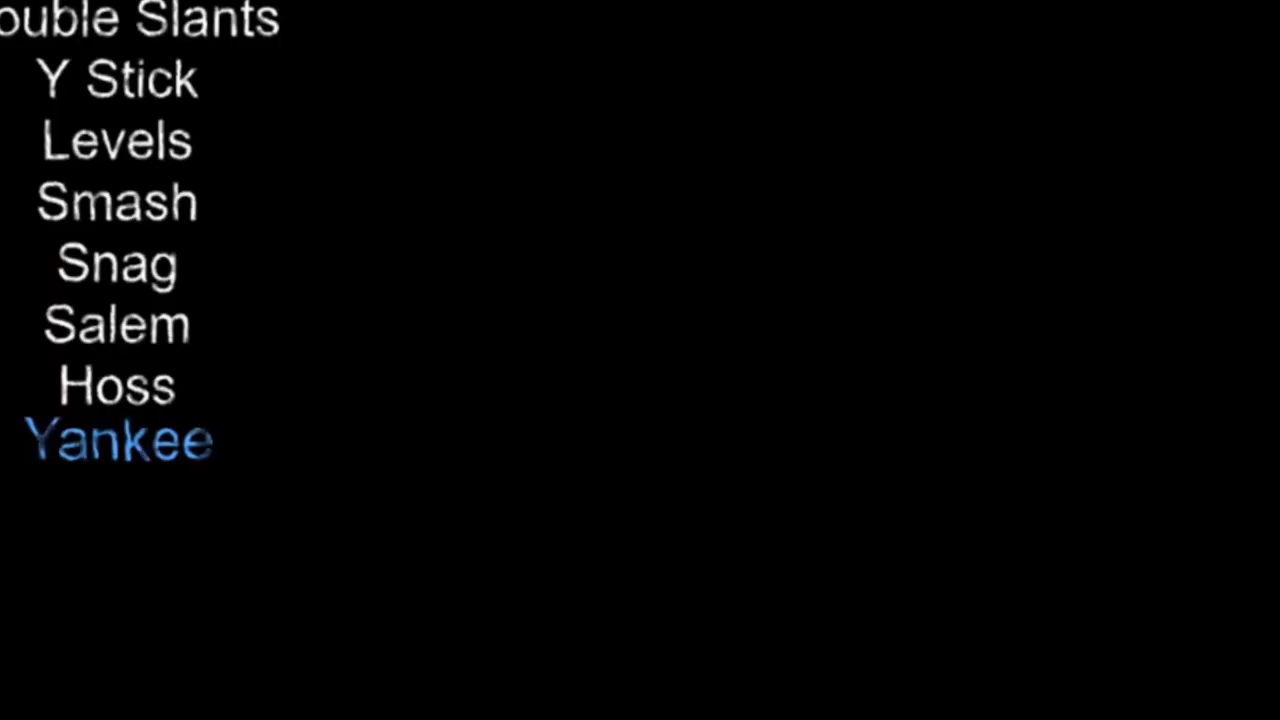 ouble Slants
Y Stick
Levels
Smash
Snag
Salem
Hoss
Yankee